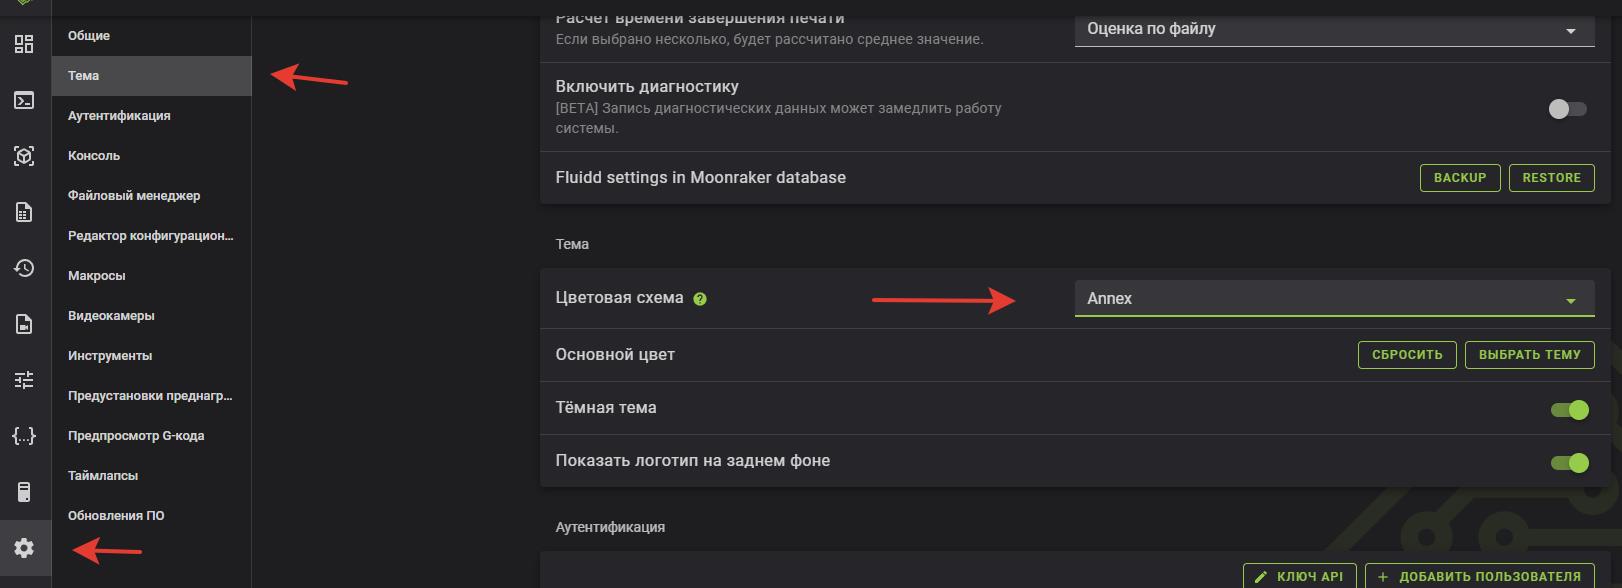 Общие
Тема
Аутентификация
Консоль
Файловый менеджер
Редактор конфигурацион...
Макросы
Видеокамеры
Инструменты
Предустановки преднагр...
Предпросмотр G-кода
Таймлапсы
Обновления ПО
Расчет времени завершения печати
Если выбрано несколько, будет рассчитано среднее значение.
Оценка по файлу
Включить диагностику
[BETA] Запись диагностических данных может замедлить работу
системы.
Fluidd settings in Moonraker database
BACKUP
RESTORE
Тема
Цветовая схема ?
Annex
Основной цвет
СБРОСИТЬ
ВЫБРАТЬ ТЕМУ
Тёмная тема
Показать логотип на заднем фоне
Аутентификация
КЛЮЧ API
+ ДОБАВИТЬ ПОЛЬЗОВАТЕЛЯ